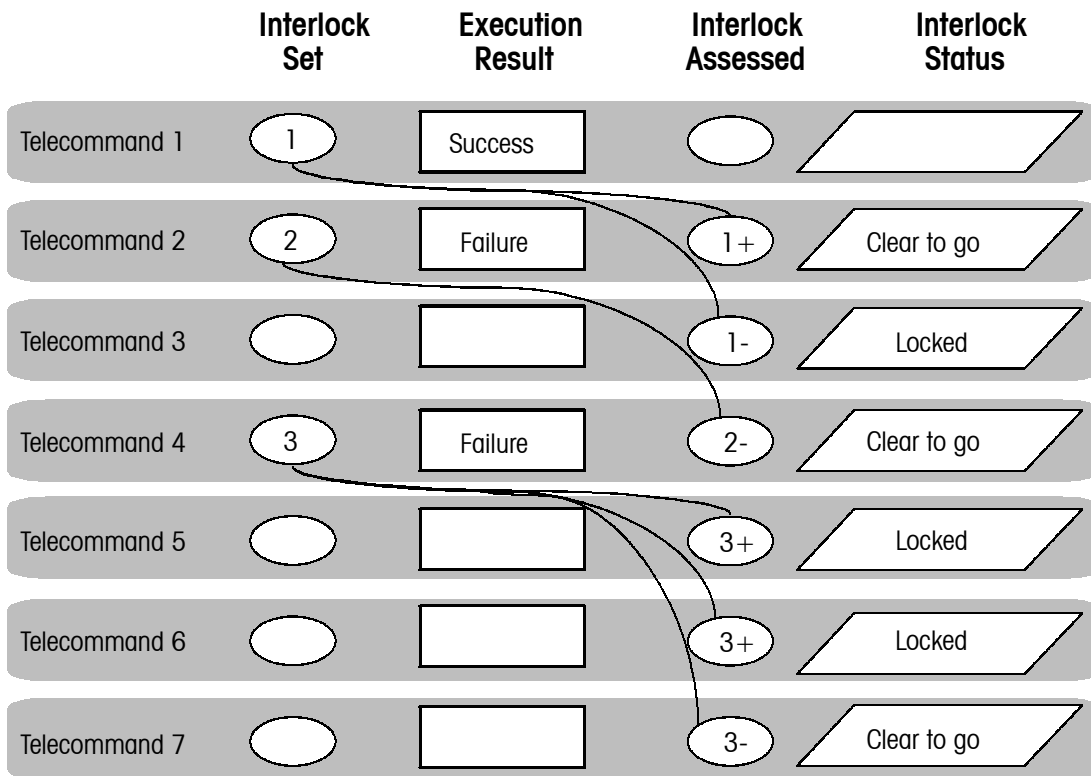 Interlock Set
Execution Result
Interlock Assessed
Interlock Status
Telecommand 1
1
Success
Telecommand 2
2
Failure
1+
Clear to go
Telecommand 3
1-
Locked
Telecommand 4
3
Failure
2-
Clear to go
Telecommand 5
3+
Locked
Telecommand 6
3+
Locked
Telecommand 7
3-
Clear to go